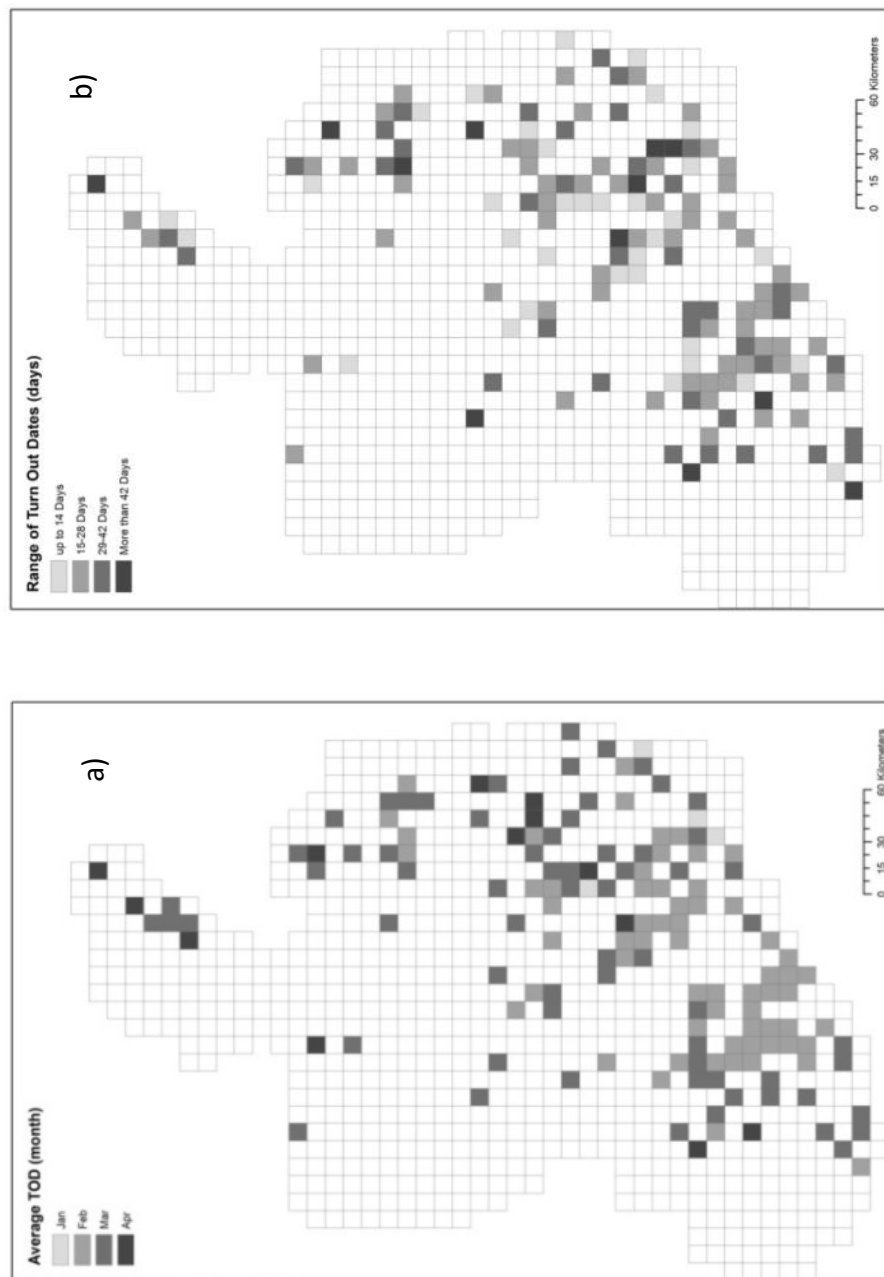 b)
Range of Turn Out Dates (days)
up to 14 Days
15-28 Days
29-42 Days
More than 42 Days
0 15 30 60 Kilometers
a)
Average TOD (month)
Jan
Feb
Mar
Apr
0 15 30 60 Kilometers